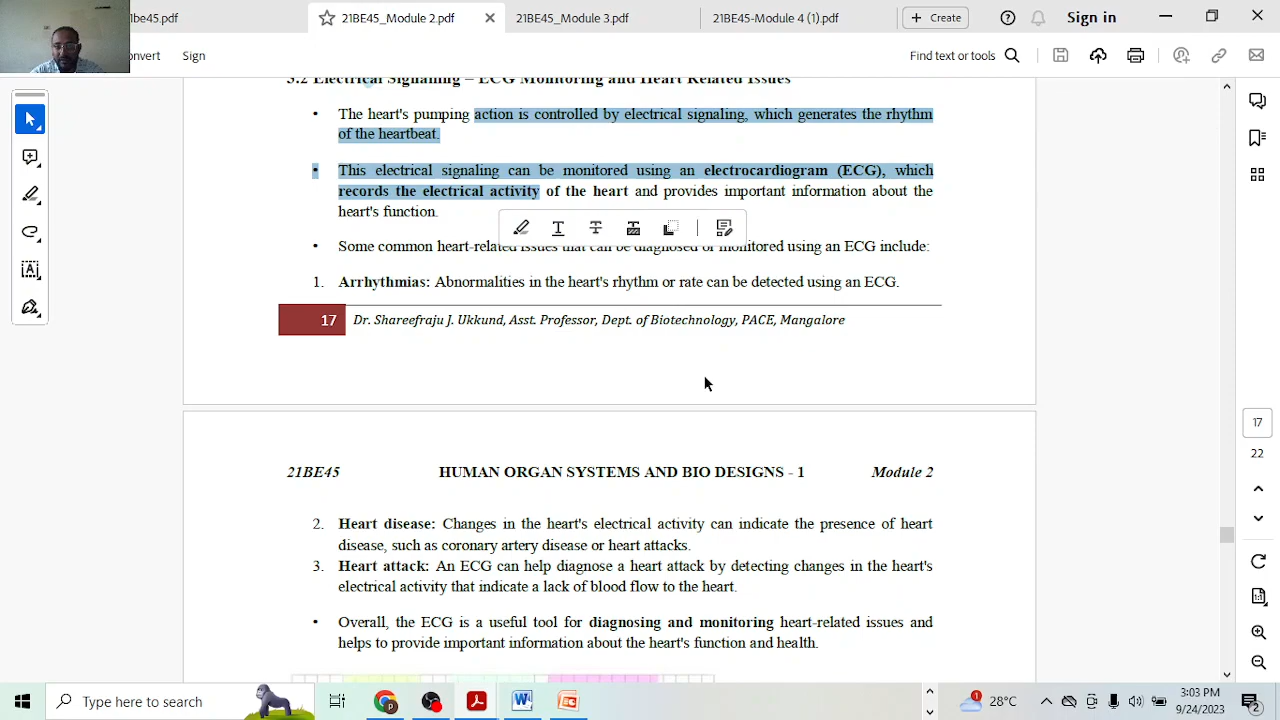 lbe45.pdf
21BE45_Module 2.pdf
21BE45_Module 3.pdf
21BE45-Module 4 (1).pdf
Create
Sign in
onvert
Sign
Find text or tools
3.2 Electrical Signaling – ECG Monitoring and Heart Related Issues
• The heart's pumping action is controlled by electrical signaling, which generates the rhythm
of the heartbeat.
• This electrical signaling can be monitored using an electrocardiogram (ECG), which
records the electrical activity of the heart and provides important information about the
heart's function.
• Some common heart-related issues that can be diagnosed or monitored using an ECG include:
1. Arrhythmias: Abnormalities in the heart's rhythm or rate can be detected using an ECG.
17 Dr. Shareefraju J. Ukkund, Asst. Professor, Dept. of Biotechnology, PACE, Mangalore
21BE45 HUMAN ORGAN SYSTEMS AND BIO DESIGNS - 1 Module 2
2. Heart disease: Changes in the heart's electrical activity can indicate the presence of heart
disease, such as coronary artery disease or heart attacks.
3. Heart attack: An ECG can help diagnose a heart attack by detecting changes in the heart's
electrical activity that indicate a lack of blood flow to the heart.
• Overall, the ECG is a useful tool for diagnosing and monitoring heart-related issues and
helps to provide important information about the heart's function and health.
17
22
Type here to search
28°C
3:03 PM
9/24/2023
2